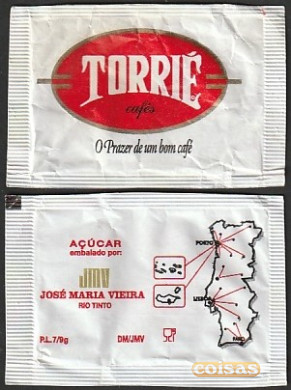 TORRIÉ
cafés
O Prazer de um bom café
AÇÚCAR
embalado por:
JMV
JOSÉ MARIA VIEIRA
RIO TINTO
P.L. 7/9g
DM/JMV
PORTO
LISBOA
FARO
coisas